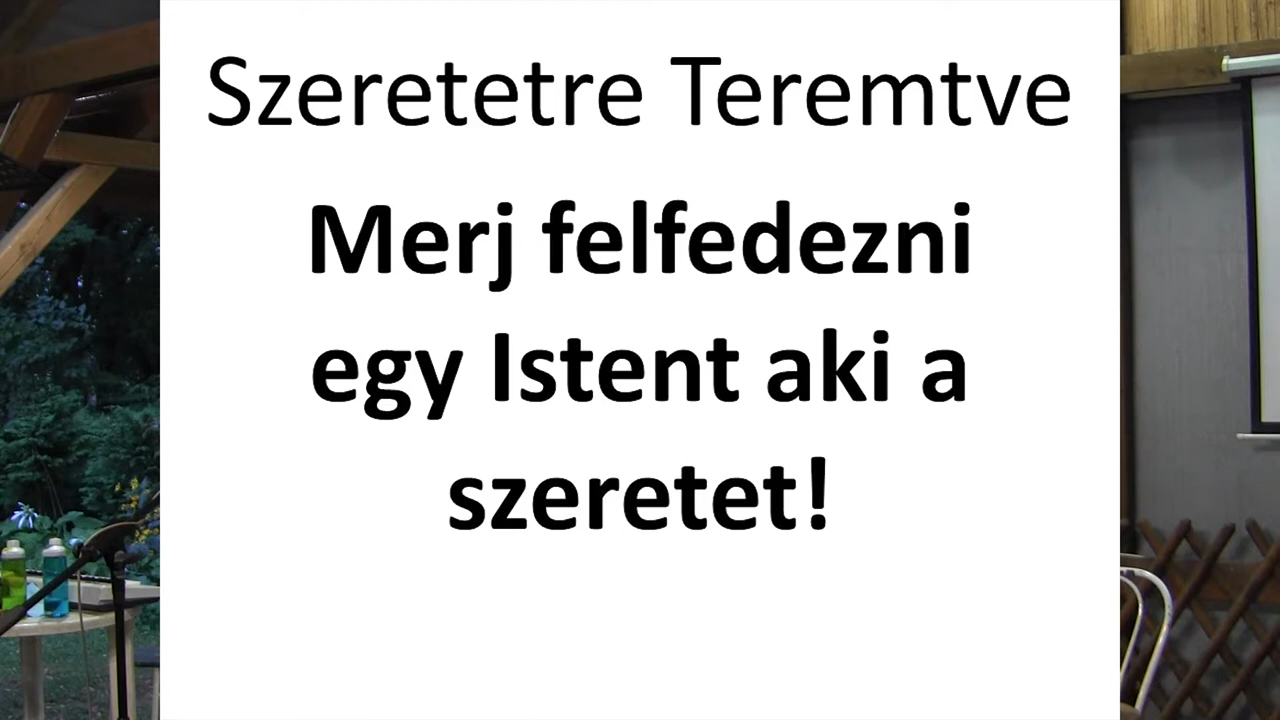 Szeretetre Teremtve
Merj felfedezni
egy Istent aki a
szeretet!